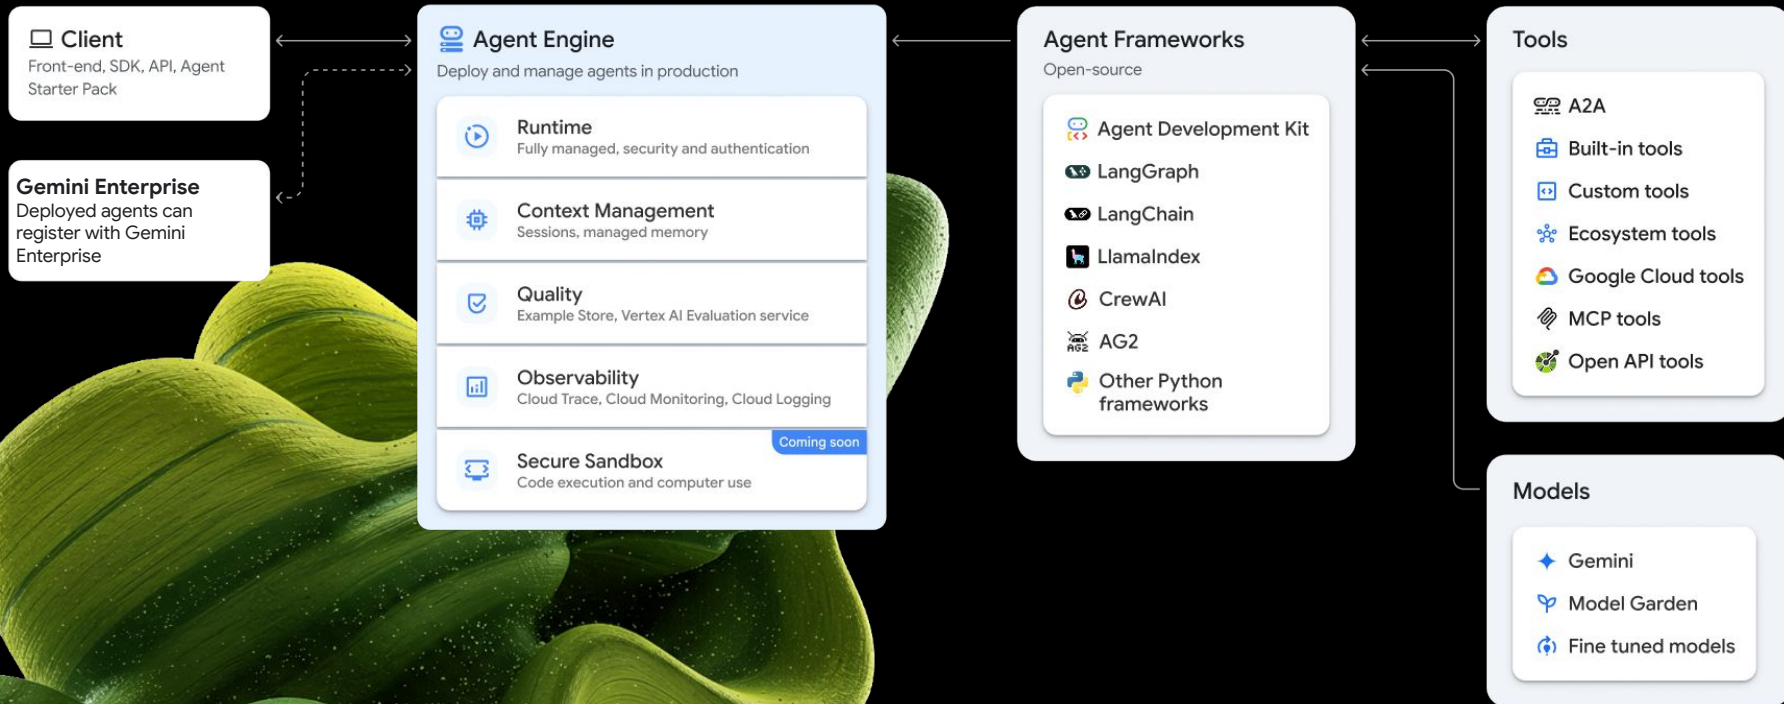 Client
Front-end, SDK, API, Agent
Starter Pack
Gemini Enterprise
Deployed agents can
register with Gemini
Enterprise
Agent Engine
Deploy and manage agents in production
Runtime
Fully managed, security and authentication
Context Management
Sessions, managed memory
Quality
Example Store, Vertex AI Evaluation service
Observability
Cloud Trace, Cloud Monitoring, Cloud Logging
Coming soon
Secure Sandbox
Code execution and computer use
Agent Frameworks
Open-source
Agent Development Kit
LangGraph
LangChain
LlamaIndex
CrewAI
AG2
AG2
Other Python
frameworks
Tools
A2A
Built-in tools
Custom tools
Ecosystem tools
Google Cloud tools
MCP tools
Open API tools
Models
Gemini
Model Garden
Fine tuned models